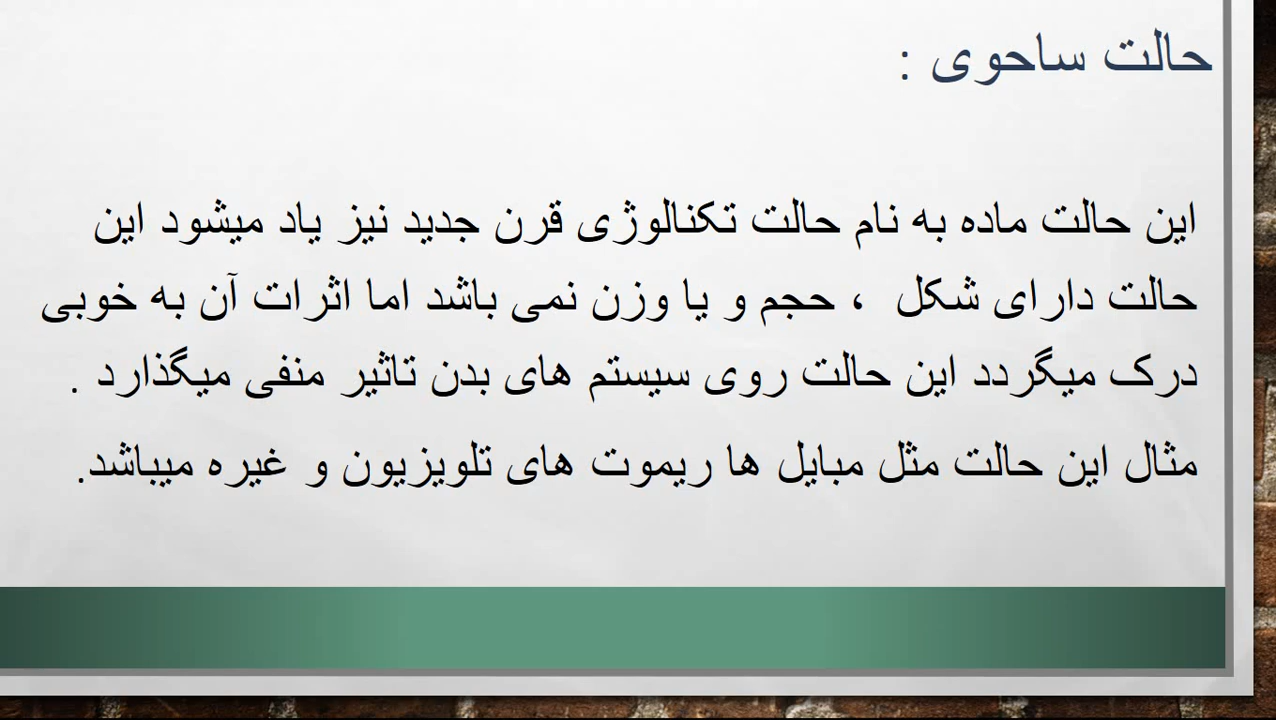 حالت ساحوی :
این حالت ماده به نام حالت تکنالوژی قرن جدید نیز یاد میشود این
حالت دارای شکل ، حجم و یا وزن نمی باشد اما اثرات آن به خوبی
درک میگردد این حالت روی سیستم های بدن تاثیر منفی میگذارد .
مثال این حالت مثل مبایل ها ریموت های تلویزیون و غیره میباشد.